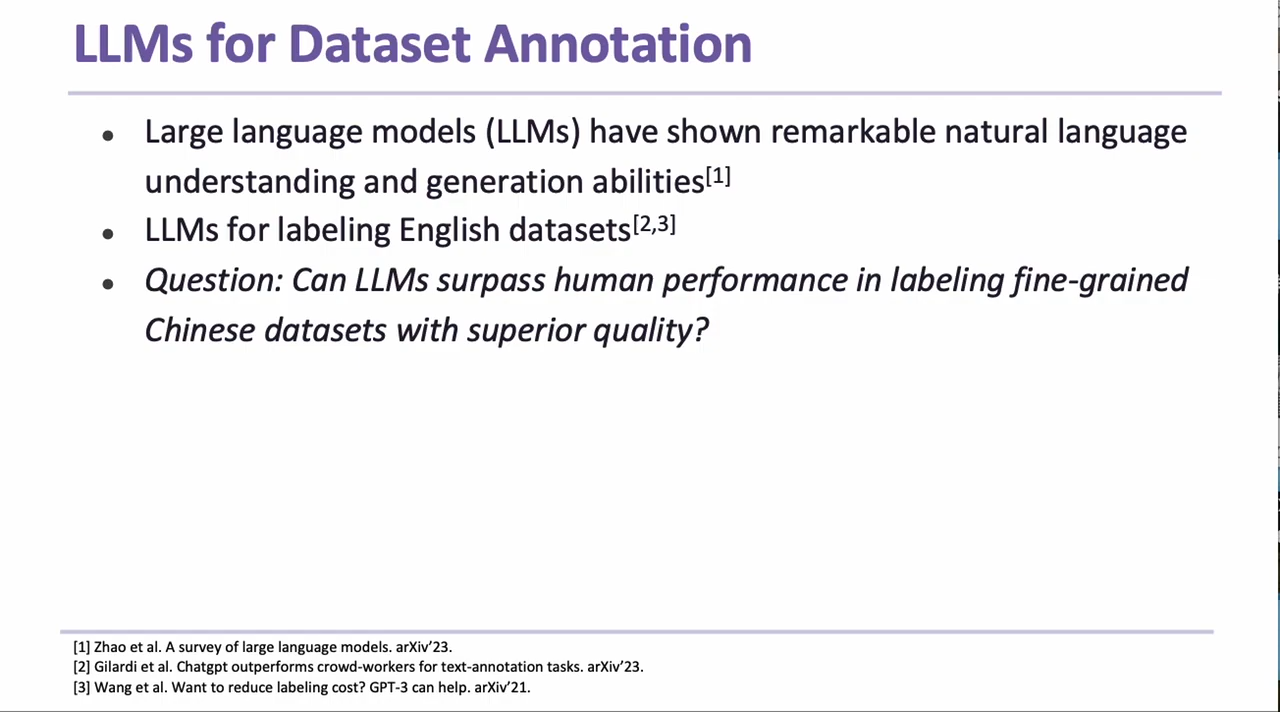 LLMs for Dataset Annotation
• Large language models (LLMs) have shown remarkable natural language
understanding and generation abilities[1]
• LLMs for labeling English datasets[2,3]
• Question: Can LLMs surpass human performance in labeling fine-grained
Chinese datasets with superior quality?
[1] Zhao et al. A survey of large language models. arXiv’23.
[2] Gilardi et al. Chatgpt outperforms crowd-workers for text-annotation tasks. arXiv’23.
[3] Wang et al. Want to reduce labeling cost? GPT-3 can help. arXiv’21.